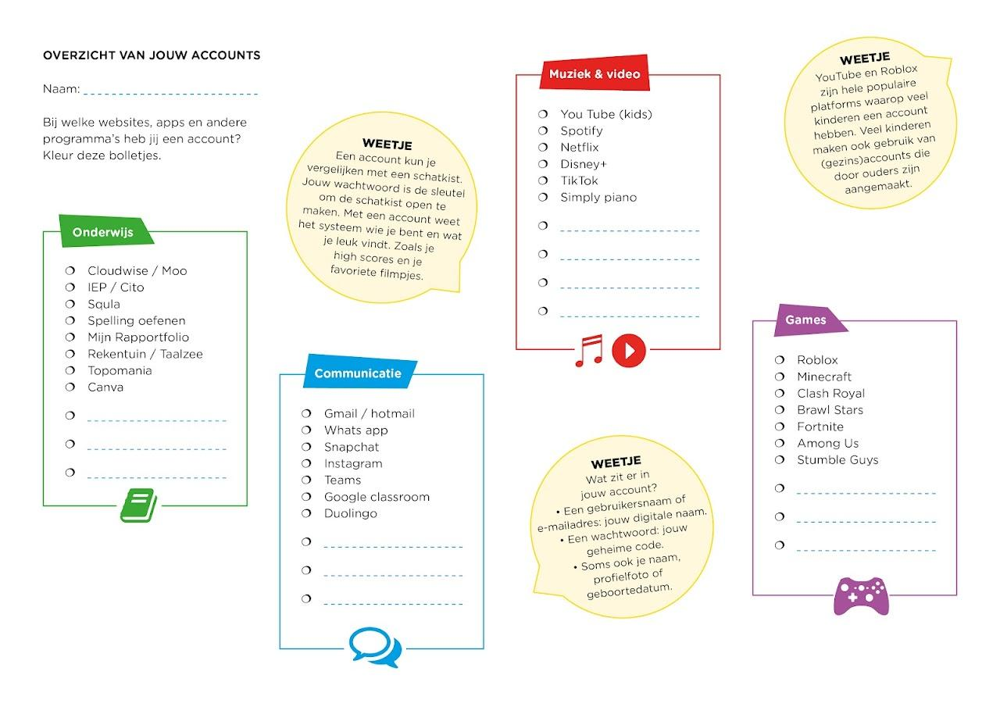 OVERZICHT VAN JOUW ACCOUNTS
Naam:
Bij welke websites, apps en andere
programma's heb jij een account?
Kleur deze bolletjes.
Onderwijs
Cloudwise / Moo
IEP / Cito
Squla
Spelling oefenen
Mijn Rapportfolio
Rekentuin / Taalzee
Topomania
Canva
WEETJE
Een account kun je
vergelijken met een schatkist.
Jouw wachtwoord is de sleutel
om de schatkist open te
maken. Met een account weet
het systeem wie je bent en wat
je leuk vindt. Zoals je
high scores en je
favoriete filmpjes.
Communicatie
Gmail / hotmail
Whats app
Snapchat
Instagram
Teams
Google classroom
Duolingo
Muziek & video
You Tube (kids)
Spotify
Netflix
Disney+
TikTok
Simply piano
WEETJE
Wat zit er in
jouw account?
• Een gebruikersnaam of
e-mailadres: jouw digitale naam.
• Een wachtwoord: jouw
geheime code.
• Soms ook je naam,
profielfoto of
geboortedatum.
WEETJE
YouTube en Roblox
zijn hele populaire
platforms waarop veel
kinderen een account
hebben. Veel kinderen
maken ook gebruik van
(gezins)accounts die
door ouders zijn
aangemaakt.
Games
Roblox
Minecraft
Clash Royal
Brawl Stars
Fortnite
Among Us
Stumble Guys